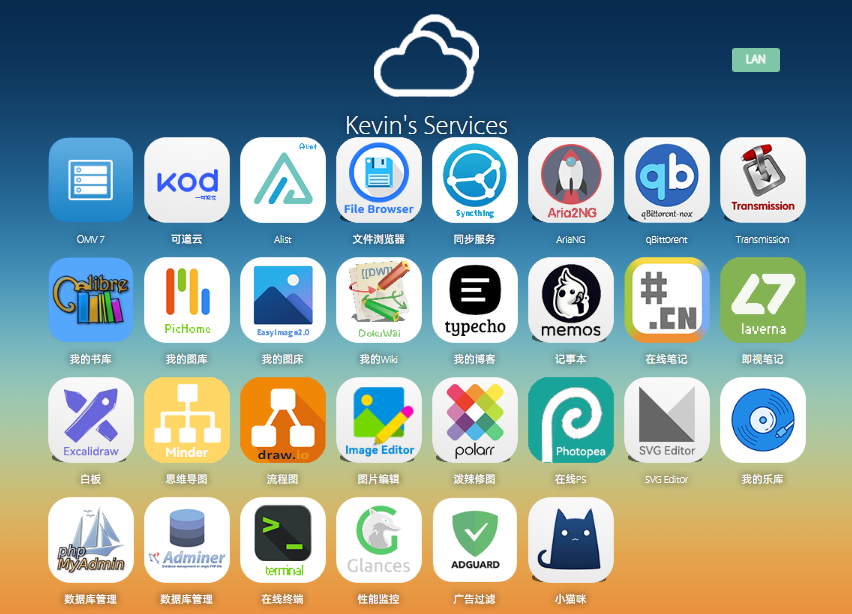 LAN
Kevin's Services
kod
Alist
File Browser
Syncthing
Aria2NG
qb
qBittorent-nox
Transmission
OMV 7
可道云
Alist
文件浏览器
同步服务
AriaNG
qBittorent
Transmission
Calibre
PicHome
EasyImage2.0
[[DW]]
DokuWiki
typecho
memos
#.CN
laverna
我的书库
我的图库
我的图床
我的Wiki
我的博客
记事本
在线笔记
即视笔记
Excalidraw
Minder
draw.io
Image Editor
polarr
Photopea
SVG Editor
白板
思维导图
流程图
图片编辑
泼辣修图
在线PS
SVG Editor
我的乐库
php
MyAdmin
Adminer
terminal
Glances
ADGUARD
数据库管理
数据库管理
在线终端
性能监控
广告过滤
小猫咪